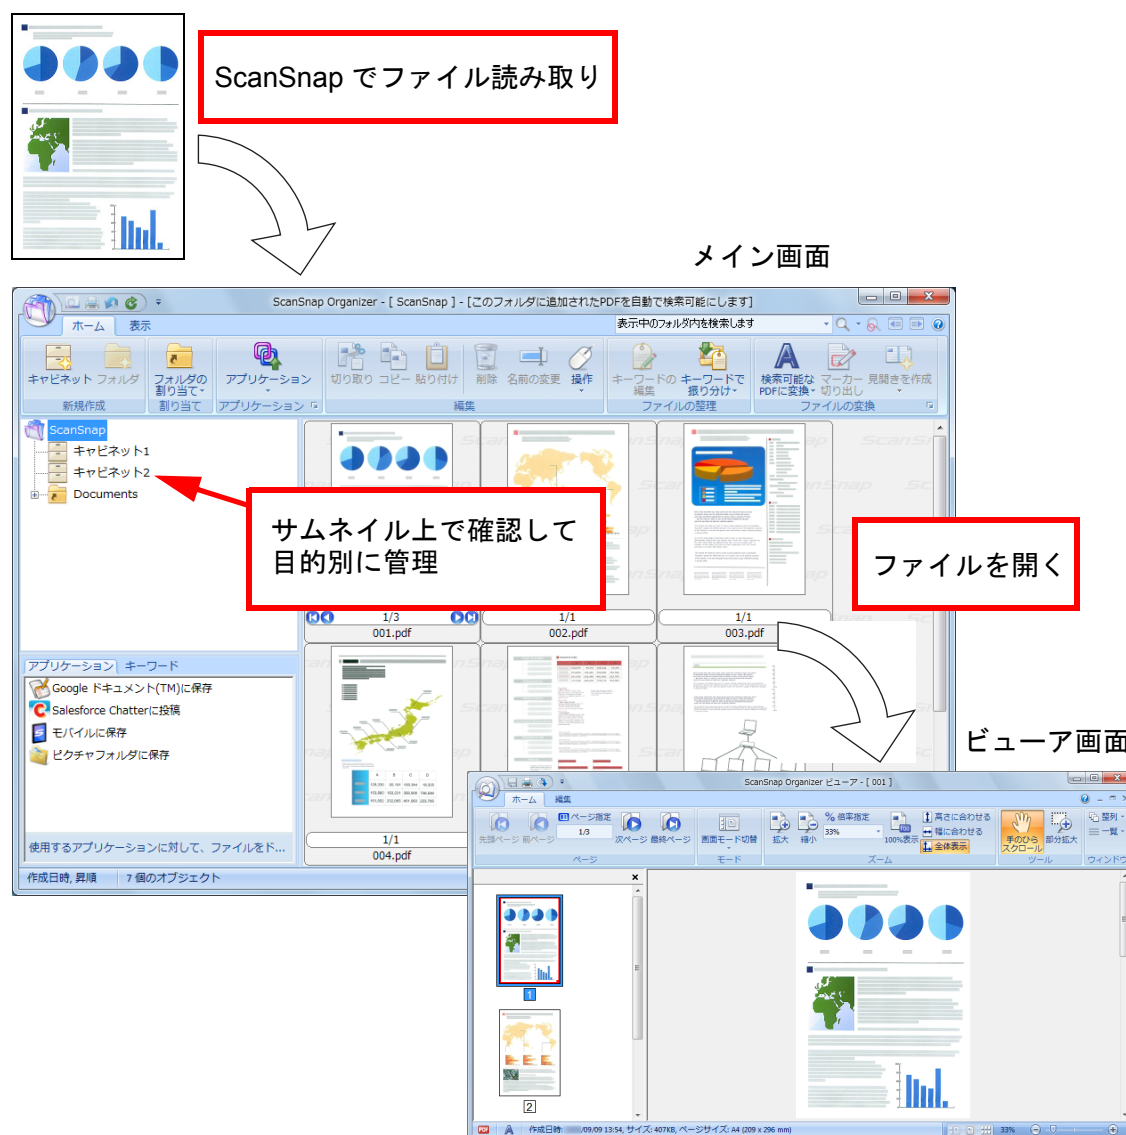 ScanSnap でファイル読み取り
メイン画面
ScanSnap Organizer - [ ScanSnap ] - [このフォルダに追加されたPDFを自動で検索可能にします]
ホーム 表示
表示中のフォルダ内を検索します
キャビネット フォルダ
新規作成
フォルダの
割り当て
割り当て
アプリケーション
アプリケーション
切り取り コピー 貼り付け 削除 名前の変更 操作
編集
キーワードの
編集
キーワードで
振り分け
ファイルの整理
検索可能な
PDFに変換
マーカー
切り出し
見開きを作成
ファイルの変換
ScanSnap
キャビネット1
キャビネット2
Documents
サムネイル上で確認して
目的別に管理
ファイルを開く
1/3
001.pdf
1/1
002.pdf
1/1
003.pdf
アプリケーション キーワード
Google ドキュメント(TM)に保存
Salesforce Chatterに投稿
モバイルに保存
ピクチャフォルダに保存
使用するアプリケーションに対して、ファイルをド...
1/1
004.pdf
作成日時, 昇順 7 個のオブジェクト
ビューア画面
ScanSnap Organizer ビューア - [ 001 ]
ホーム 編集
先頭ページ 前ページ
ページ指定
1/3
次ページ 最終ページ
ページ
画面モード切替
モード
拡大 縮小
% 倍率指定
33%
100%表示
高さに合わせる
幅に合わせる
全体表示
ズーム
手のひら
スクロール
部分拡大
ツール
整列
一覧
ウィンドウ
1
2
作成日時: /09/09 13:54, サイズ: 407KB, ページサイズ: A4 (209 x 296 mm)
33%